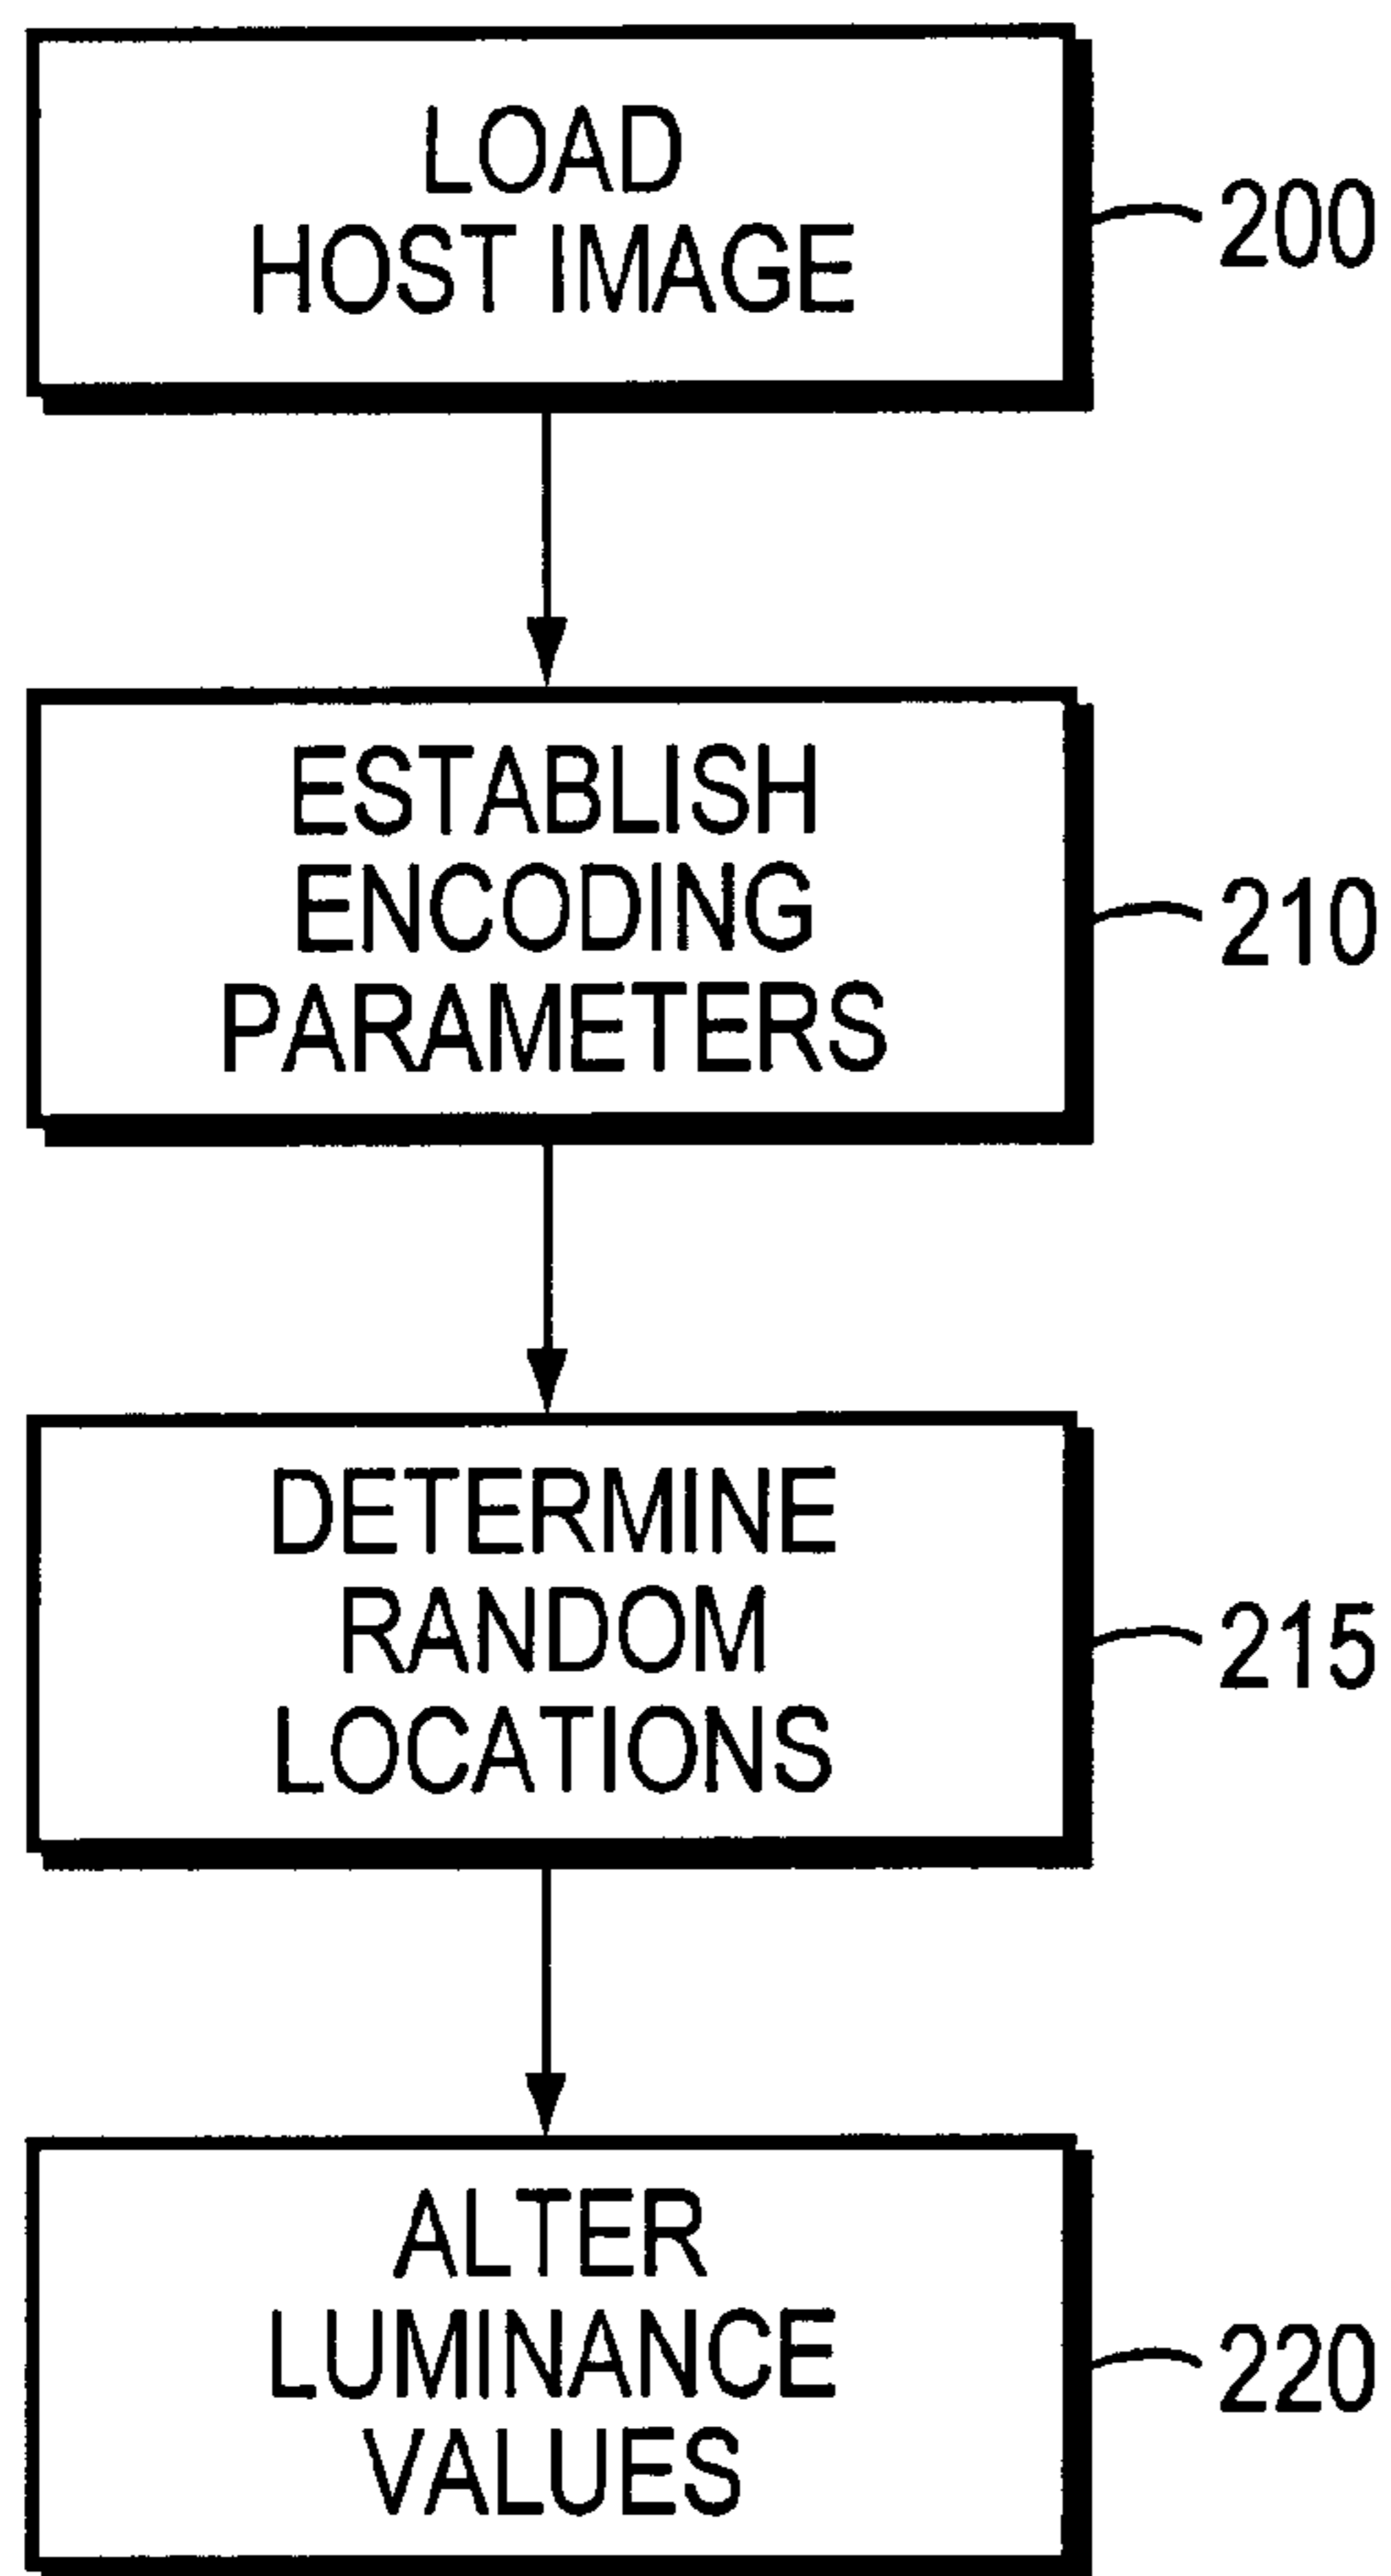 LOAD
HOST IMAGE
200
ESTABLISH
ENCODING
PARAMETERS
210
DETERMINE
RANDOM
LOCATIONS
215
ALTER
LUMINANCE
VALUES
220